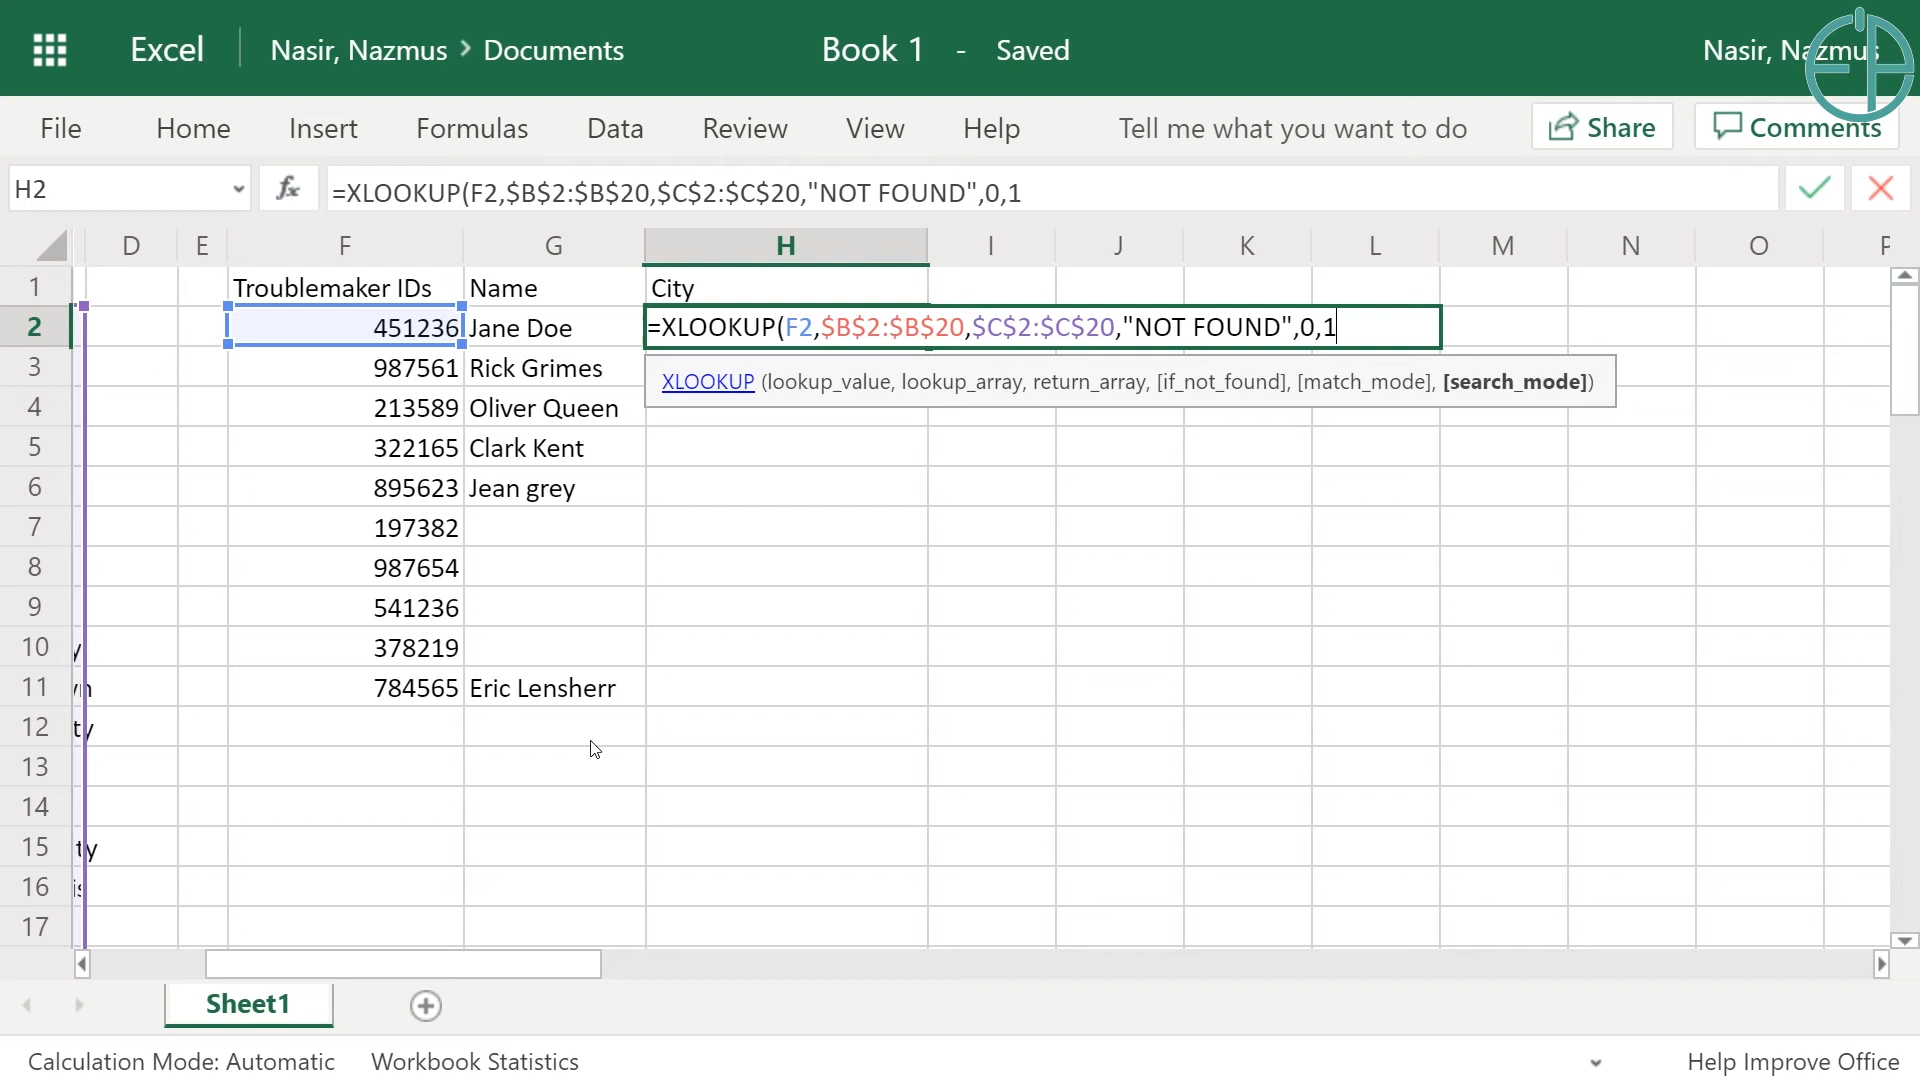 Excel Nasir, Nazmus > Documents Book 1 - Saved Nasir, Nazmus
File Home Insert Formulas Data Review View Help Tell me what you want to do Share Comments
H2 fx =XLOOKUP(F2,$B$2:$B$20,$C$2:$C$20,"NOT FOUND",0,1
D E F G H I J K L M N O P
1 Troublemaker IDs Name City
2 451236 Jane Doe =XLOOKUP(F2,$B$2:$B$20,$C$2:$C$20,"NOT FOUND",0,1
3 987561 Rick Grimes XLOOKUP (lookup_value, lookup_array, return_array, [if_not_found], [match_mode], [search_mode])
4 213589 Oliver Queen
5 322165 Clark Kent
6 895623 Jean grey
7 197382
8 987654
9 541236
10 y 378219
11 784565 Eric Lensherr
12 ty
13
14
15 ty
16 is
17
Sheet1
Calculation Mode: Automatic Workbook Statistics Help Improve Office